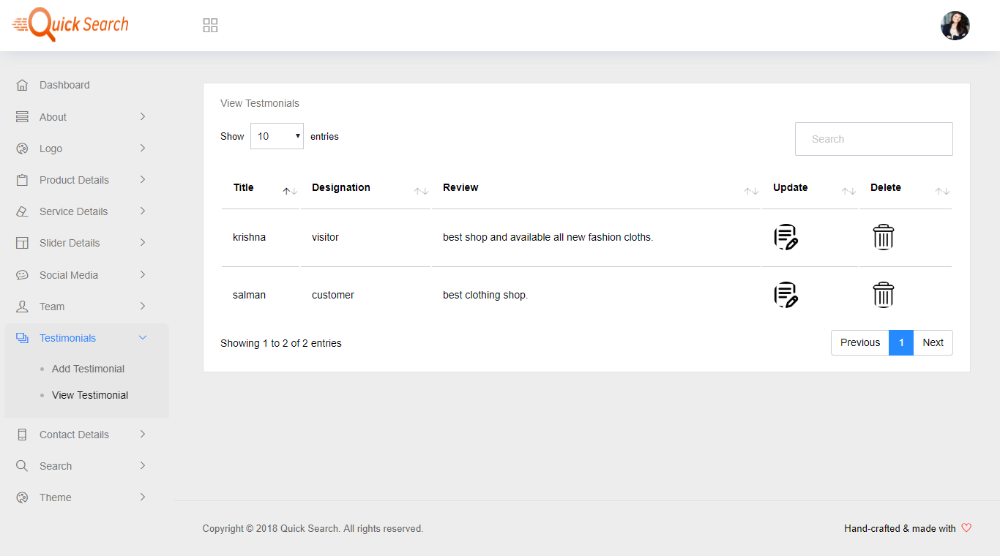 Quick Search
Dashboard
About
Logo
Product Details
Service Details
Slider Details
Social Media
Team
Testimonials
Add Testimonial
View Testimonial
Contact Details
Search
Theme
View Testmonials
Show 10 entries
Search
Title Designation Review Update Delete
krishna visitor best shop and available all new fashion cloths.
salman customer best clothing shop.
Showing 1 to 2 of 2 entries
Previous 1 Next
Copyright © 2018 Quick Search. All rights reserved.
Hand-crafted & made with